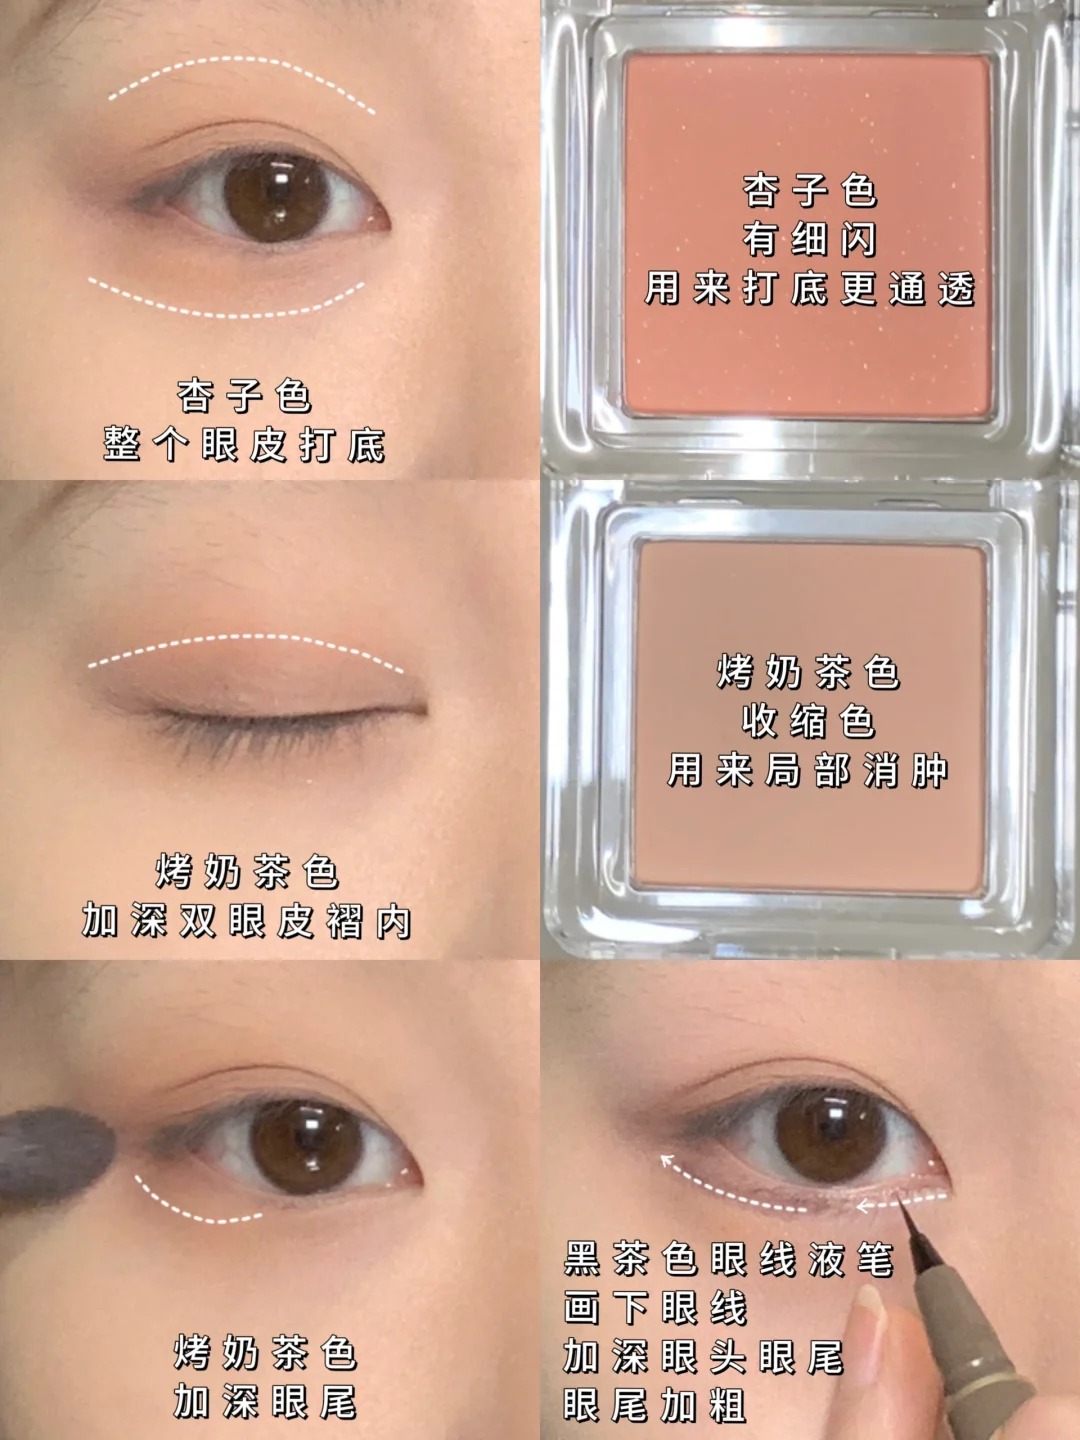 杏子色
整个眼皮打底
杏子色
有细闪
用来打底更通透
烤奶茶色
加深双眼皮褶内
烤奶茶色
收缩色
用来局部消肿
烤奶茶色
加深眼尾
黑茶色眼线液笔
画下眼线
加深眼头眼尾
眼尾加粗